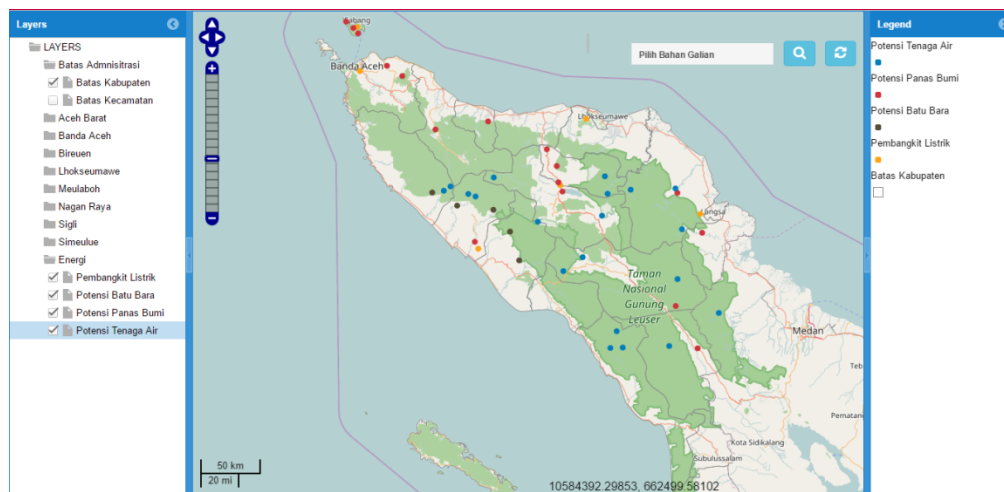 Layers
LAYERS
Batas Admnisitrasi
Batas Kabupaten
Batas Kecamatan
Aceh Barat
Banda Aceh
Bireuen
Lhokseumawe
Meulaboh
Nagan Raya
Sigli
Simeulue
Energi
Pembangkit Listrik
Potensi Batu Bara
Potensi Panas Bumi
Potensi Tenaga Air
Sabang
Banda Aceh
Lhokseumawe
Langsa
Taman
Nasional
Gunung
Leuser
Medan
Teb
Pematang
Kota Sidikalang
Subulussalam
50 km
20 mi
10584392.29853, 662499.58102
Pilih Bahan Galian
Legend
Potensi Tenaga Air
Potensi Panas Bumi
Potensi Batu Bara
Pembangkit Listrik
Batas Kabupaten